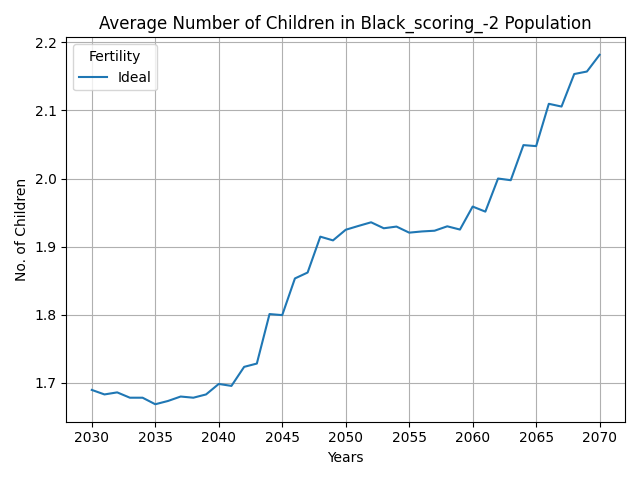 Average Number of Children in Black_scoring_-2 Population
Fertility
Ideal
2.2
2.1
2.0
1.9
1.8
1.7
No. of Children
2030 2035 2040 2045 2050 2055 2060 2065 2070
Years